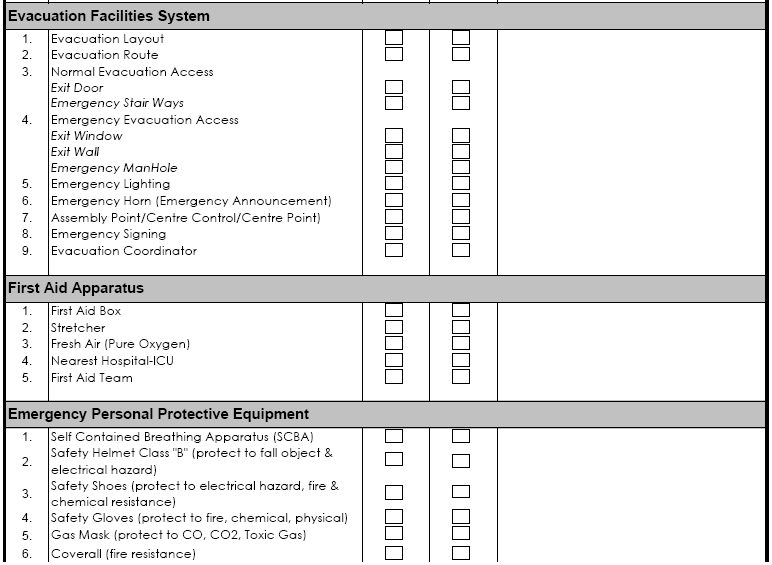 Evacuation Facilities System
1. Evacuation Layout
2. Evacuation Route
3. Normal Evacuation Access
Exit Door
Emergency Stair Ways
4. Emergency Evacuation Access
Exit Window
Exit Wall
Emergency ManHole
5. Emergency Lighting
6. Emergency Horn (Emergency Announcement)
7. Assembly Point/Centre Control/Centre Point)
8. Emergency Signing
9. Evacuation Coordinator
First Aid Apparatus
1. First Aid Box
2. Stretcher
3. Fresh Air (Pure Oxygen)
4. Nearest Hospital-ICU
5. First Aid Team
Emergency Personal Protective Equipment
1. Self Contained Breathing Apparatus (SCBA)
2. Safety Helmet Class "B" (protect to fall object &
electrical hazard)
3. Safety Shoes (protect to electrical hazard, fire &
chemical resistance)
4. Safety Gloves (protect to fire, chemical, physical)
5. Gas Mask (protect to CO, CO2, Toxic Gas)
6. Coverall (fire resistance)